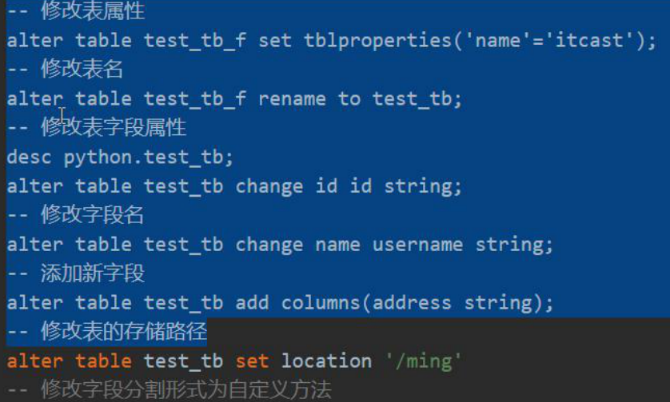 -- 修改表属性
alter table test_tb_f set tblproperties('name'='itcast');
-- 修改表名
alter table test_tb_f rename to test_tb;
-- 修改表字段属性
desc python.test_tb;
alter table test_tb change id id string;
-- 修改字段名
alter table test_tb change name username string;
-- 添加新字段
alter table test_tb add columns(address string);
-- 修改表的存储路径
alter table test_tb set location '/ming'
-- 修改字段分割形式为自定义方法